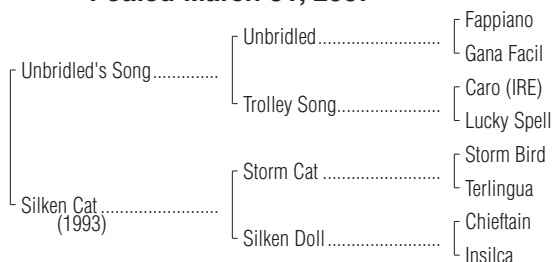 Fappiano
Unbridled
Gana Facil
Unbridled's Song
Caro (IRE)
Trolley Song
Lucky Spell
Storm Bird
Storm Cat
Terlingua
Silken Cat
(1993)
Chieftain
Silken Doll
Insilca